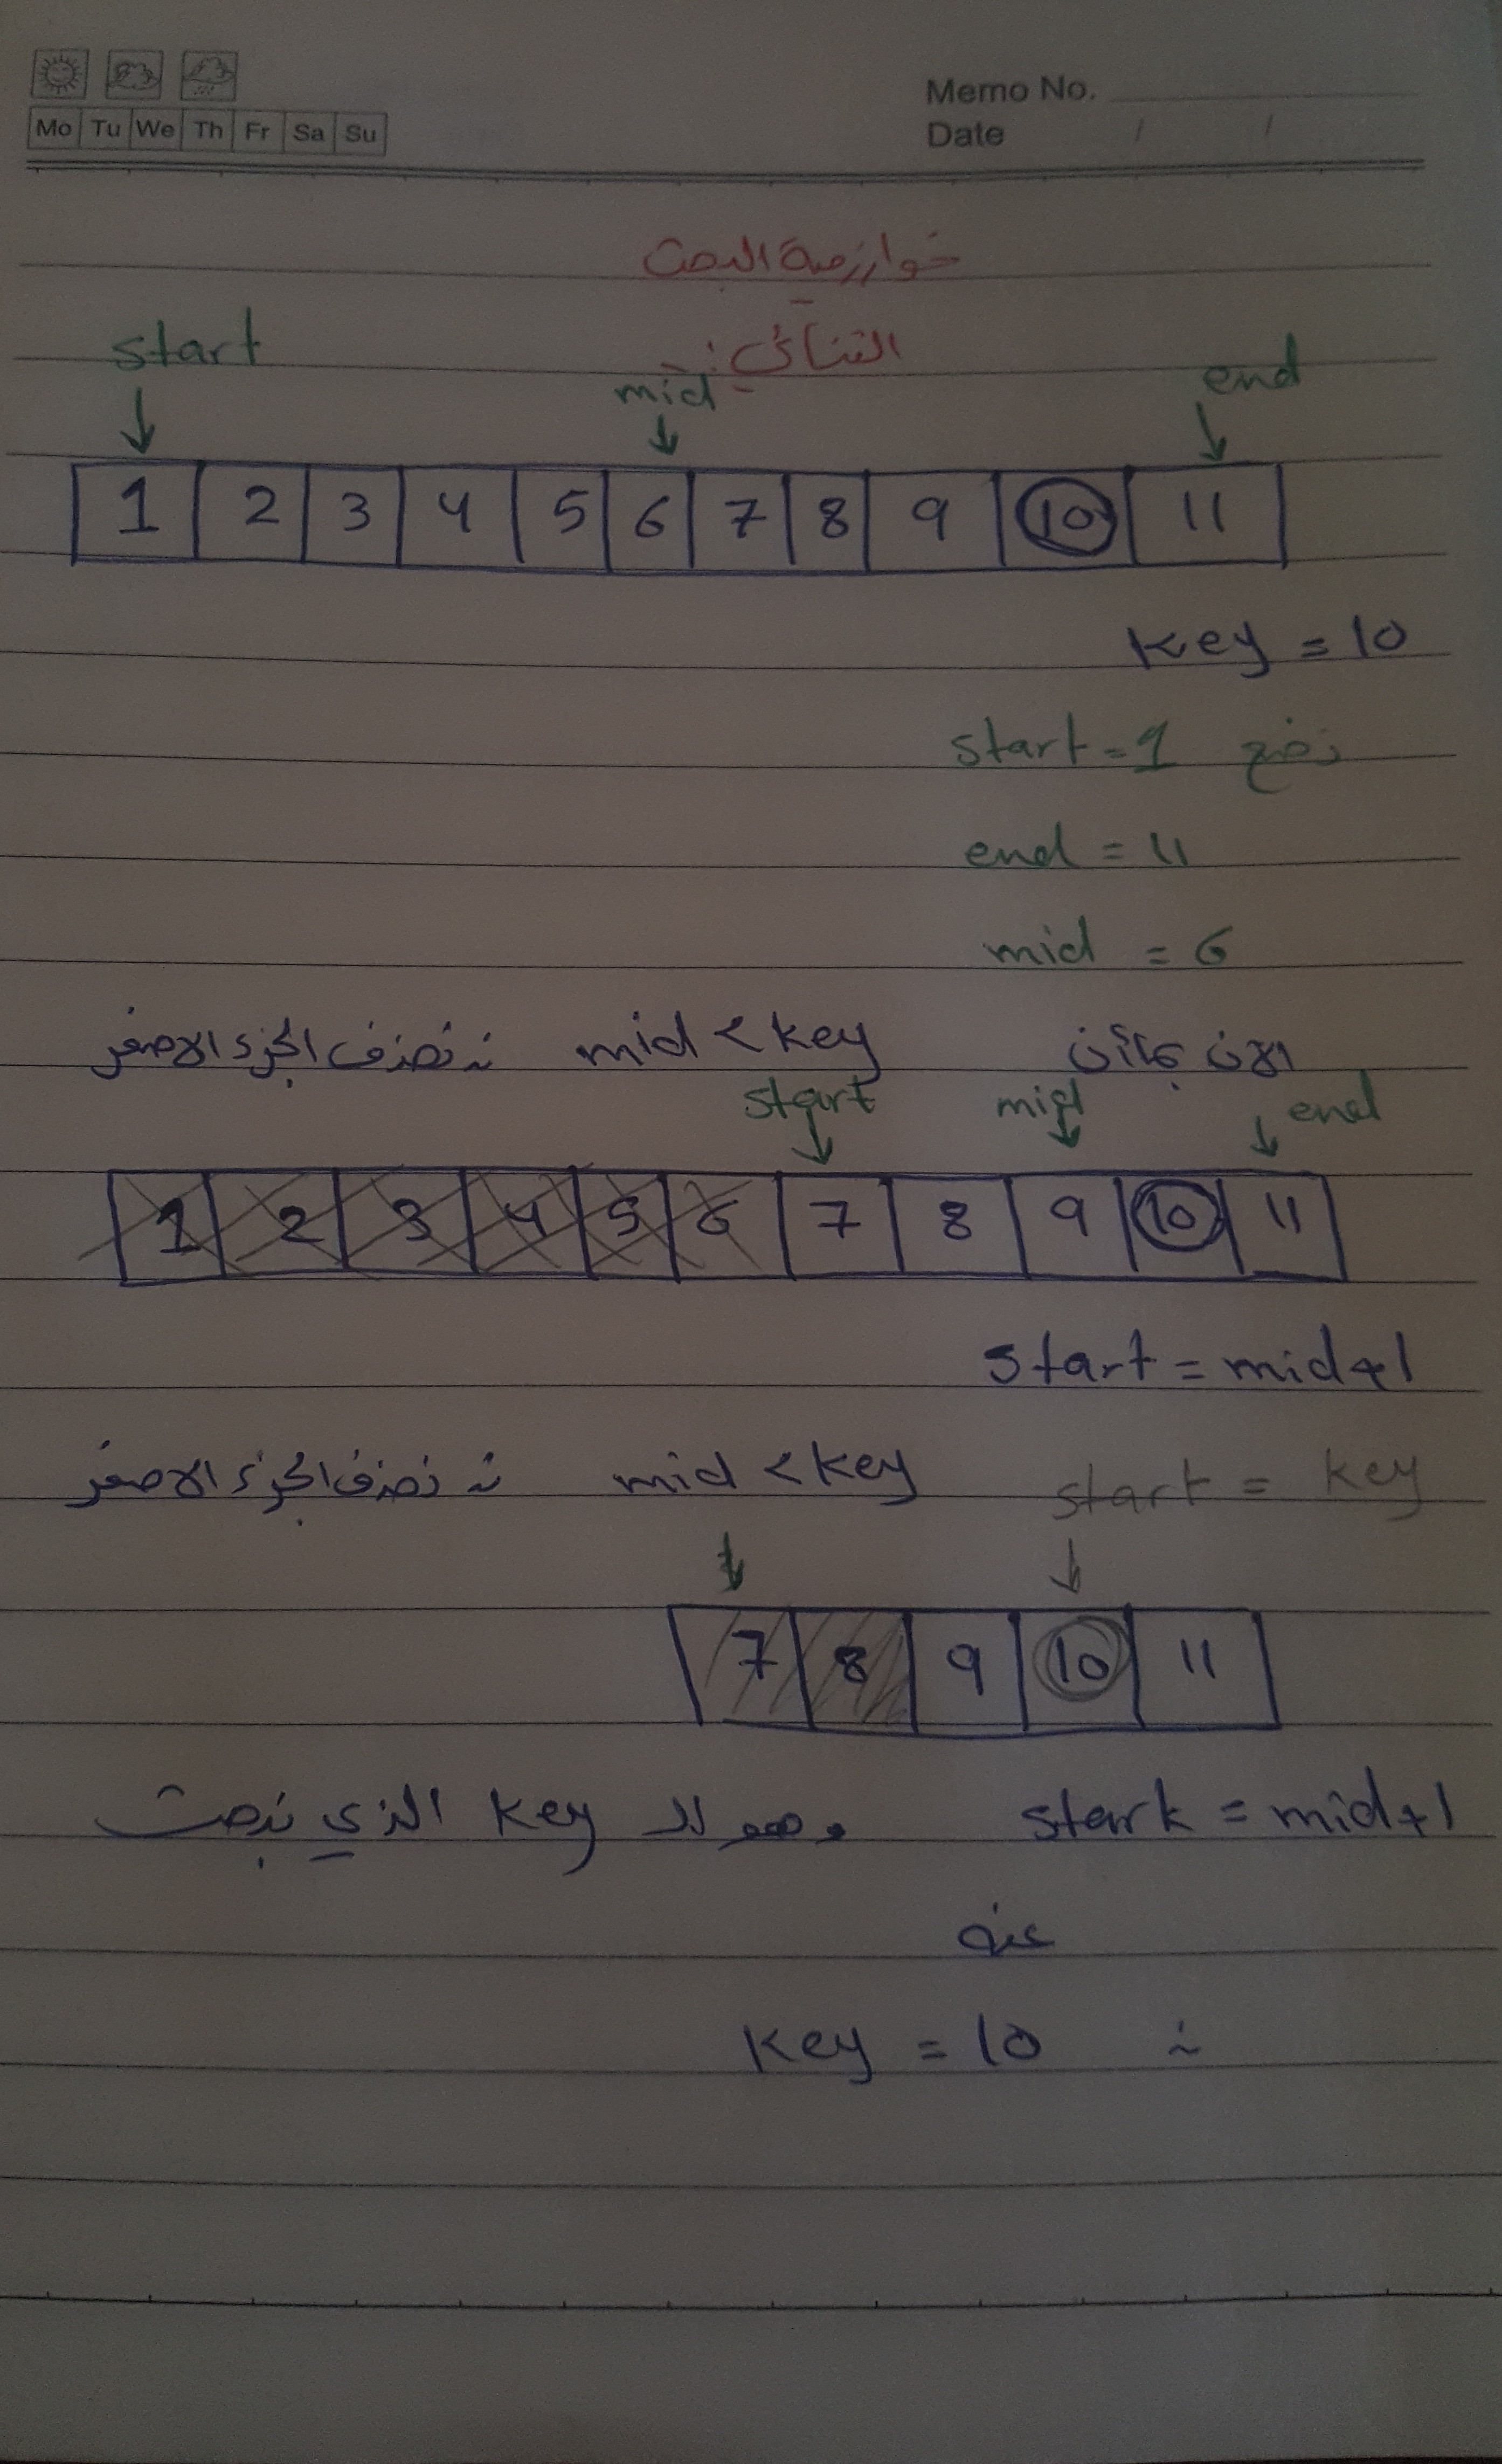 Memo No.
Mo Tu We Th Fr Sa Su
Date / /
خوارزمية البحث
الثنائي :
start mid end
1 2 3 4 5 6 7 8 9 10 11
key = 10
نضع start = 1
end = 11
mid = 6
الان بما أن mid < key ∴ نحذف الجزء الاصغر
start mid end
1 2 3 4 5 6 7 8 9 10 11
start = mid+1
start = key mid < key ∴ نحذف الجزء الاصغر
7 8 9 10 11
start = mid+1 وهو الـ key الذي نبحث
عنه
∴ key = 10